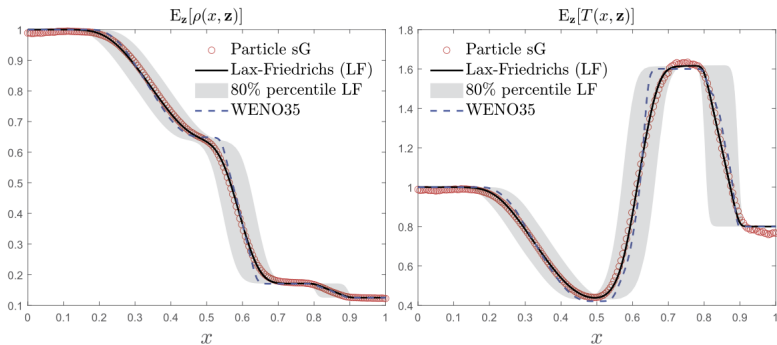 E_z[ρ(x, z)]
1
0.9
0.8
0.7
0.6
0.5
0.4
0.3
0.2
0.1
Particle sG
Lax-Friedrichs (LF)
80% percentile LF
WENO35
0 0.1 0.2 0.3 0.4 0.5 0.6 0.7 0.8 0.9 1
x
E_z[T(x, z)]
1.8
1.6
1.4
1.2
1
0.8
0.6
0.4
Particle sG
Lax-Friedrichs (LF)
80% percentile LF
WENO35
0 0.1 0.2 0.3 0.4 0.5 0.6 0.7 0.8 0.9 1
x